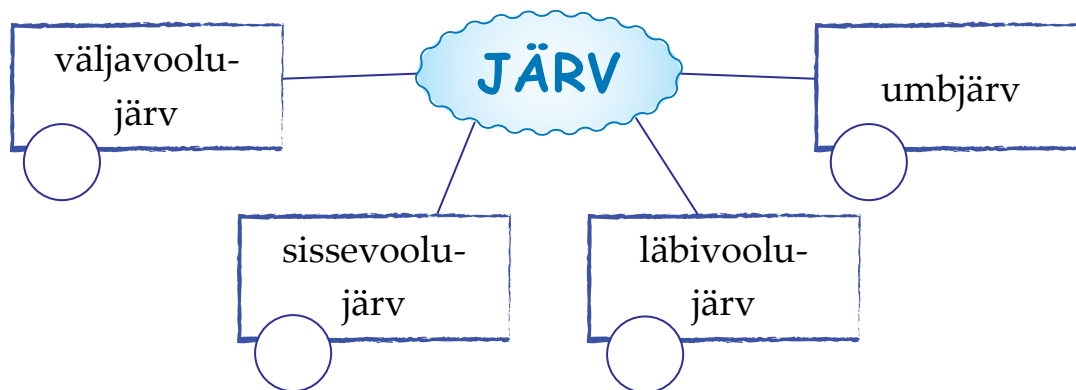 JÄRV
väljavoolu-
järv
umbjärv
sissevoolu-
järv
läbivoolu-
järv